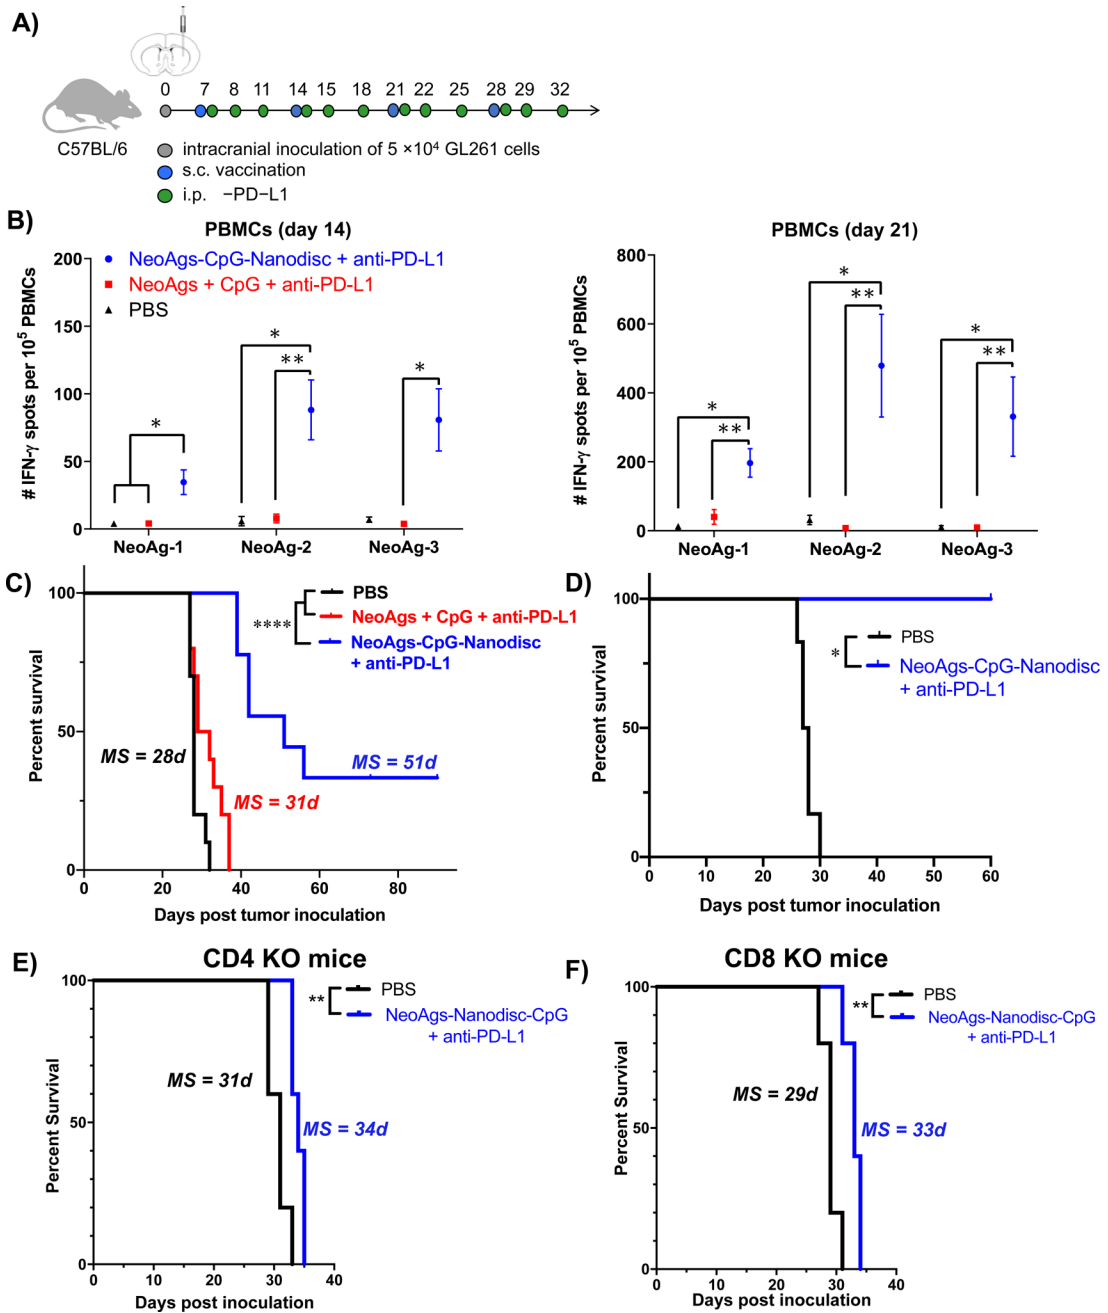 A)
0 7 8 11 14 15 18 21 22 25 28 29 32
C57BL/6
intracranial inoculation of 5 ×10⁴ GL261 cells
s.c. vaccination
i.p. −PD−L1
B)
PBMCs (day 14)
NeoAgs-CpG-Nanodisc + anti-PD-L1
NeoAgs + CpG + anti-PD-L1
PBS
# IFN-γ spots per 10⁵ PBMCs
200
150
100
50
0
*
*
**
*
NeoAg-1 NeoAg-2 NeoAg-3
PBMCs (day 21)
# IFN-γ spots per 10⁵ PBMCs
800
600
400
200
0
*
**
*
**
*
**
NeoAg-1 NeoAg-2 NeoAg-3
C)
Percent survival
100
50
0
PBS
NeoAgs + CpG + anti-PD-L1
NeoAgs-CpG-Nanodisc
+ anti-PD-L1
****
MS = 28d
MS = 31d
MS = 51d
0 20 40 60 80
Days post tumor inoculation
D)
Percent survival
100
50
0
PBS
NeoAgs-CpG-Nanodisc
+ anti-PD-L1
*
0 10 20 30 40 50 60
Days post tumor inoculation
E)
CD4 KO mice
Percent Survival
100
50
0
PBS
NeoAgs-Nanodisc-CpG
+ anti-PD-L1
**
MS = 31d
MS = 34d
0 10 20 30 40
Days post inoculation
F)
CD8 KO mice
Percent Survival
100
50
0
PBS
NeoAgs-Nanodisc-CpG
+ anti-PD-L1
**
MS = 29d
MS = 33d
0 10 20 30 40
Days post inoculation